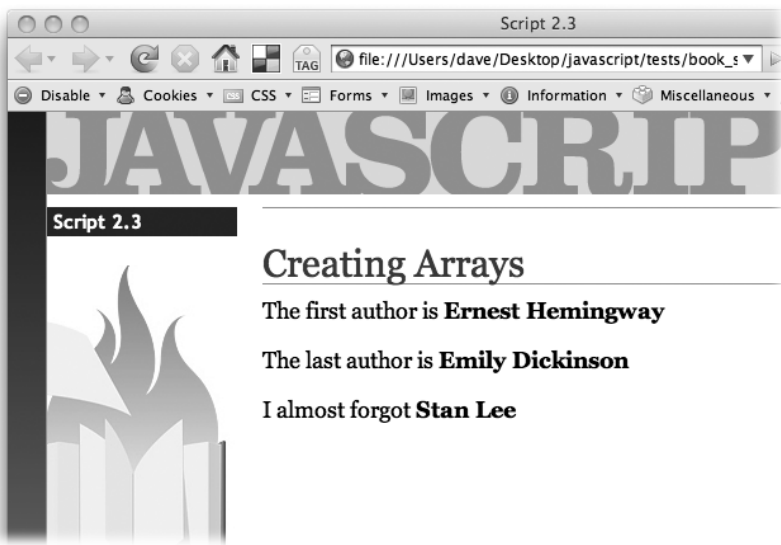 Script 2.3
TAG
file:///Users/dave/Desktop/javascript/tests/book_s
Disable Cookies CSS Forms Images Information Miscellaneous
JAVASCRIP
Script 2.3
Creating Arrays
The first author is Ernest Hemingway
The last author is Emily Dickinson
I almost forgot Stan Lee